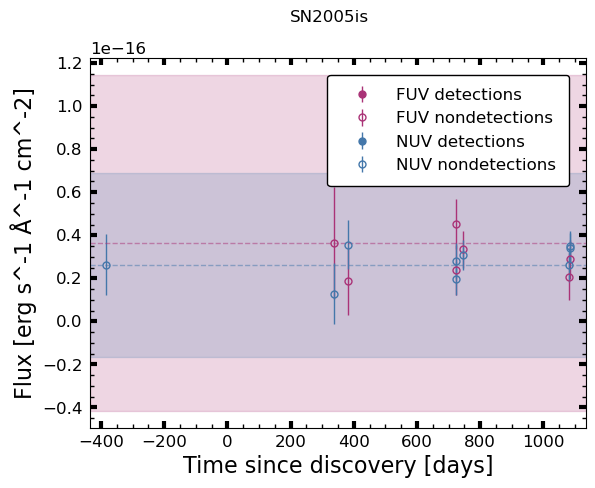 SN2005is
1e−16
1.2
1.0
0.8
0.6
0.4
0.2
0.0
−0.2
−0.4
Flux [erg s^-1 Å^-1 cm^-2]
FUV detections
FUV nondetections
NUV detections
NUV nondetections
−400 −200 0 200 400 600 800 1000
Time since discovery [days]